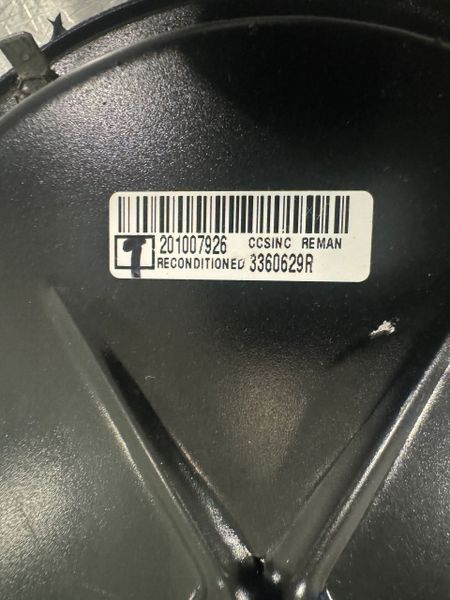 201007926 CCSINC REMAN
RECONDITIONED 3360629R